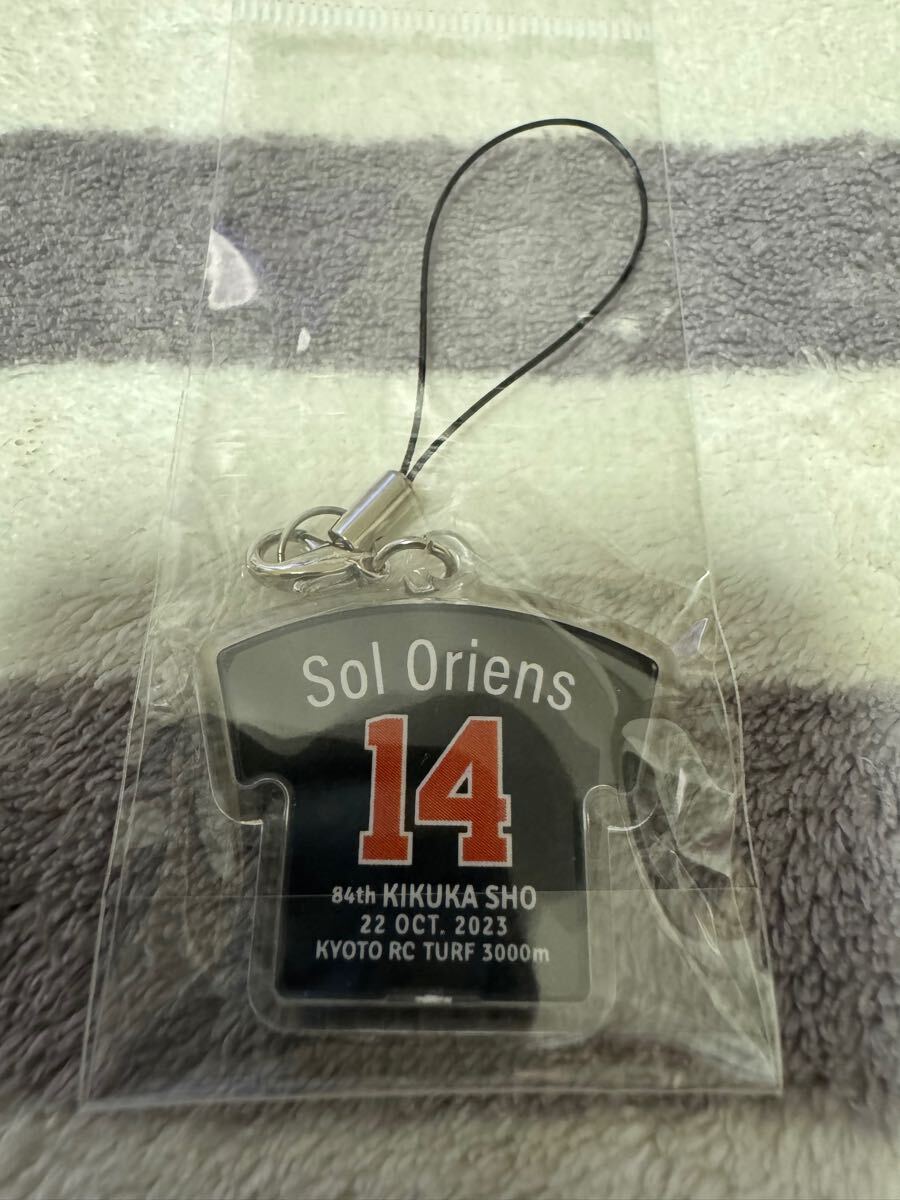 Sol Oriens
14
84th KIKUKA SHO
22 OCT. 2023
KYOTO RC TURF 3000m